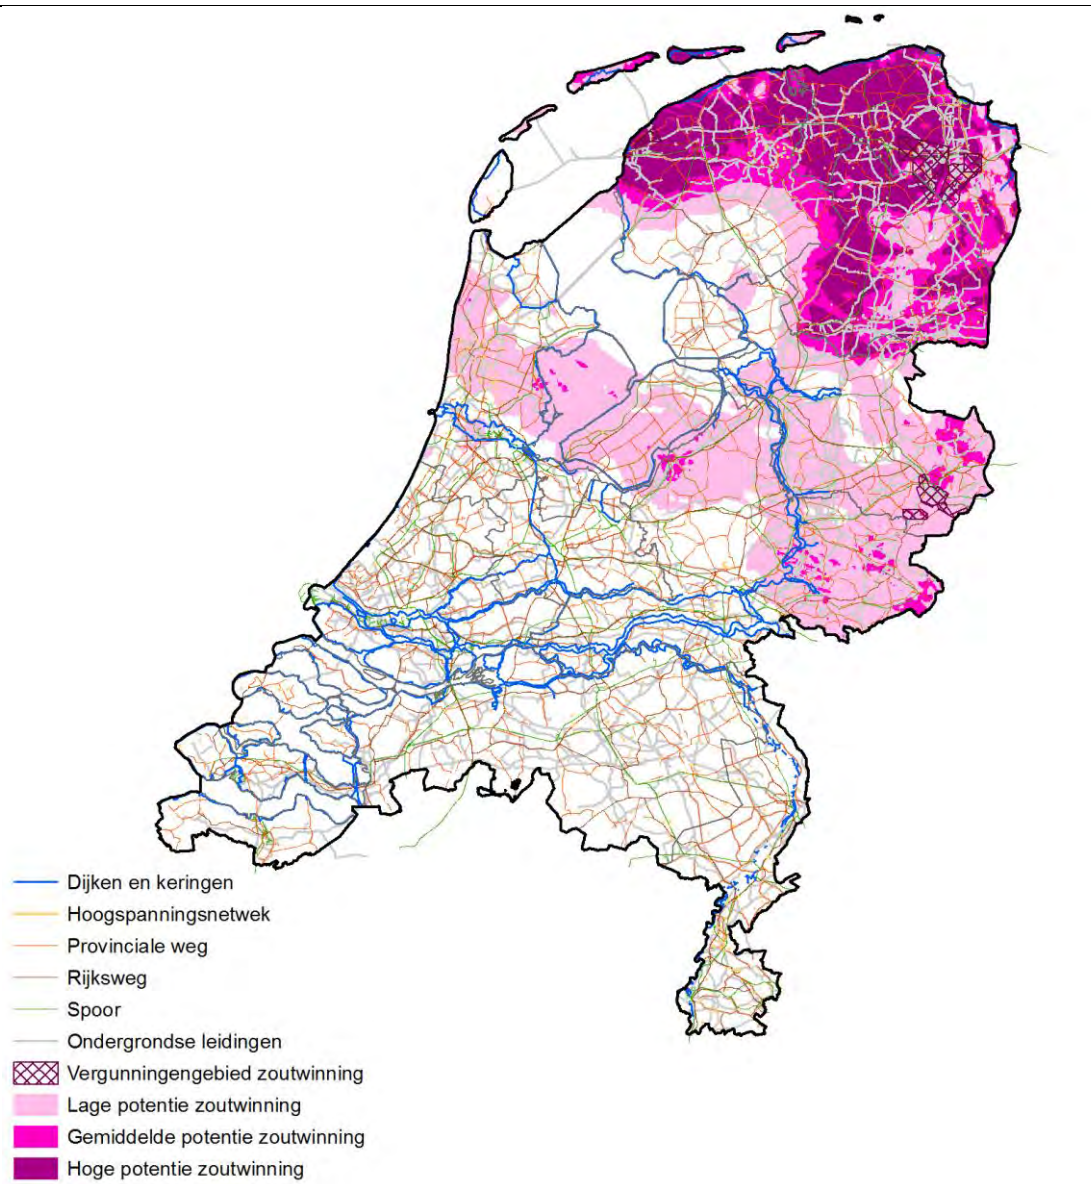 Dijken en keringen
Hoogspanningsnetwek
Provinciale weg
Rijksweg
Spoor
Ondergrondse leidingen
Vergunningengebied zoutwinning
Lage potentie zoutwinning
Gemiddelde potentie zoutwinning
Hoge potentie zoutwinning